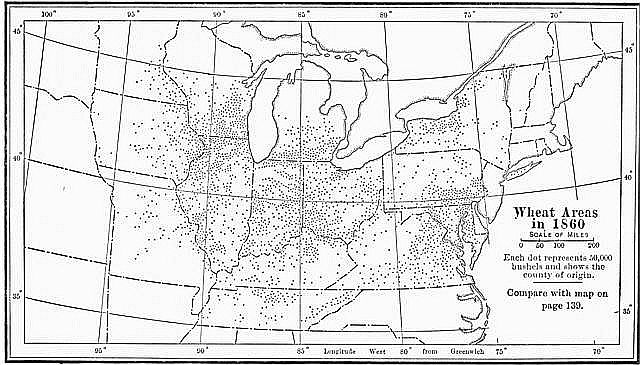 100° 95° 90° 85° 80° 75° 70°
45° 45°
40° 40°
35° 35°
Wheat Areas
in 1860
SCALE OF MILES
0 50 100 200
Each dot represents 50,000
bushels and shows the
county of origin.
Compare with map on
page 139.
95° 90° 85° Longitude West 80° from Greenwich 75° 70°